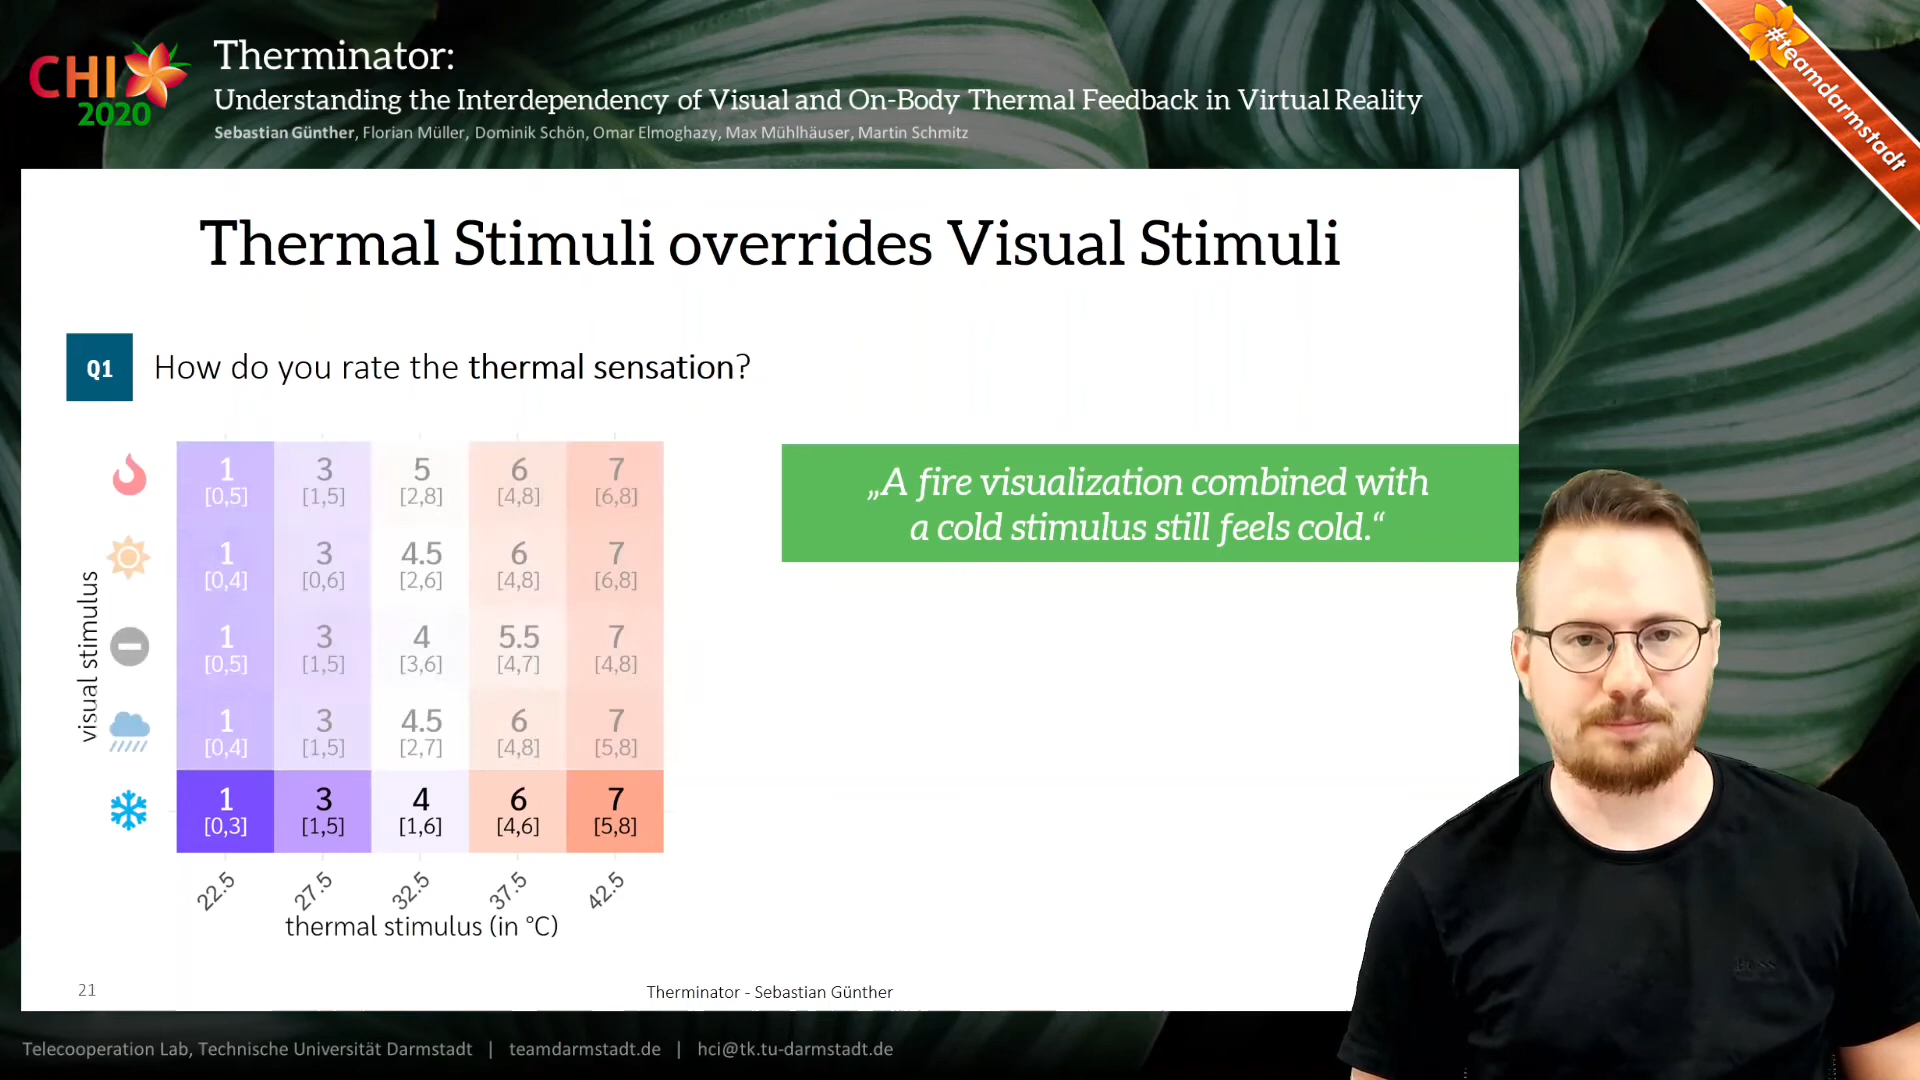 CHI
2020
Therminator:
Understanding the Interdependency of Visual and On-Body Thermal Feedback in Virtual Reality
Sebastian Günther, Florian Müller, Dominik Schön, Omar Elmoghazy, Max Mühlhäuser, Martin Schmitz
#teamdarmstadt
Thermal Stimuli overrides Visual Stimuli
Q1 How do you rate the thermal sensation?
visual stimulus
1 3 5 6 7
[0,5] [1,5] [2,8] [4,8] [6,8]
1 3 4.5 6 7
[0,4] [0,6] [2,6] [4,8] [6,8]
1 3 4 5.5 7
[0,5] [1,5] [3,6] [4,7] [4,8]
1 3 4.5 6 7
[0,4] [1,5] [2,7] [4,8] [5,8]
1 3 4 6 7
[0,3] [1,5] [1,6] [4,6] [5,8]
22.5 27.5 32.5 37.5 42.5
thermal stimulus (in °C)
„A fire visualization combined with
a cold stimulus still feels cold.“
21
Therminator - Sebastian Günther
Telecooperation Lab, Technische Universität Darmstadt | teamdarmstadt.de | hci@tk.tu-darmstadt.de